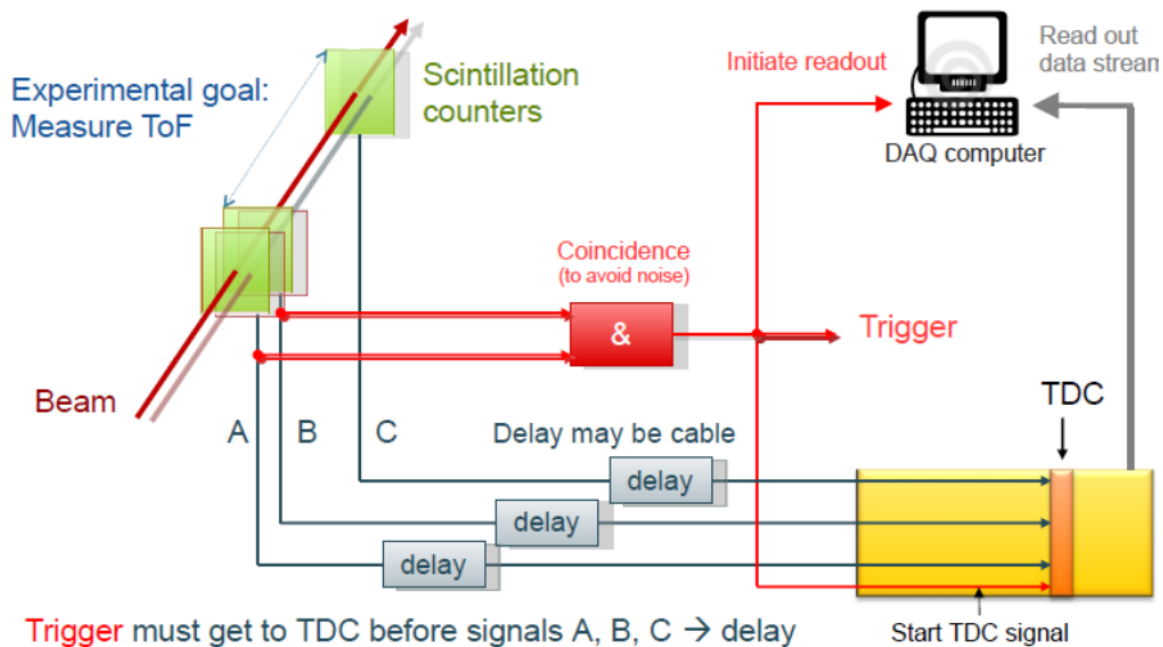 Experimental goal:
Measure ToF
Scintillation
counters
Initiate readout
Read out
data stream
DAQ computer
Coincidence
(to avoid noise)
&
Trigger
Beam
A
B
C
Delay may be cable
TDC
delay
delay
delay
Trigger must get to TDC before signals A, B, C → delay
Start TDC signal